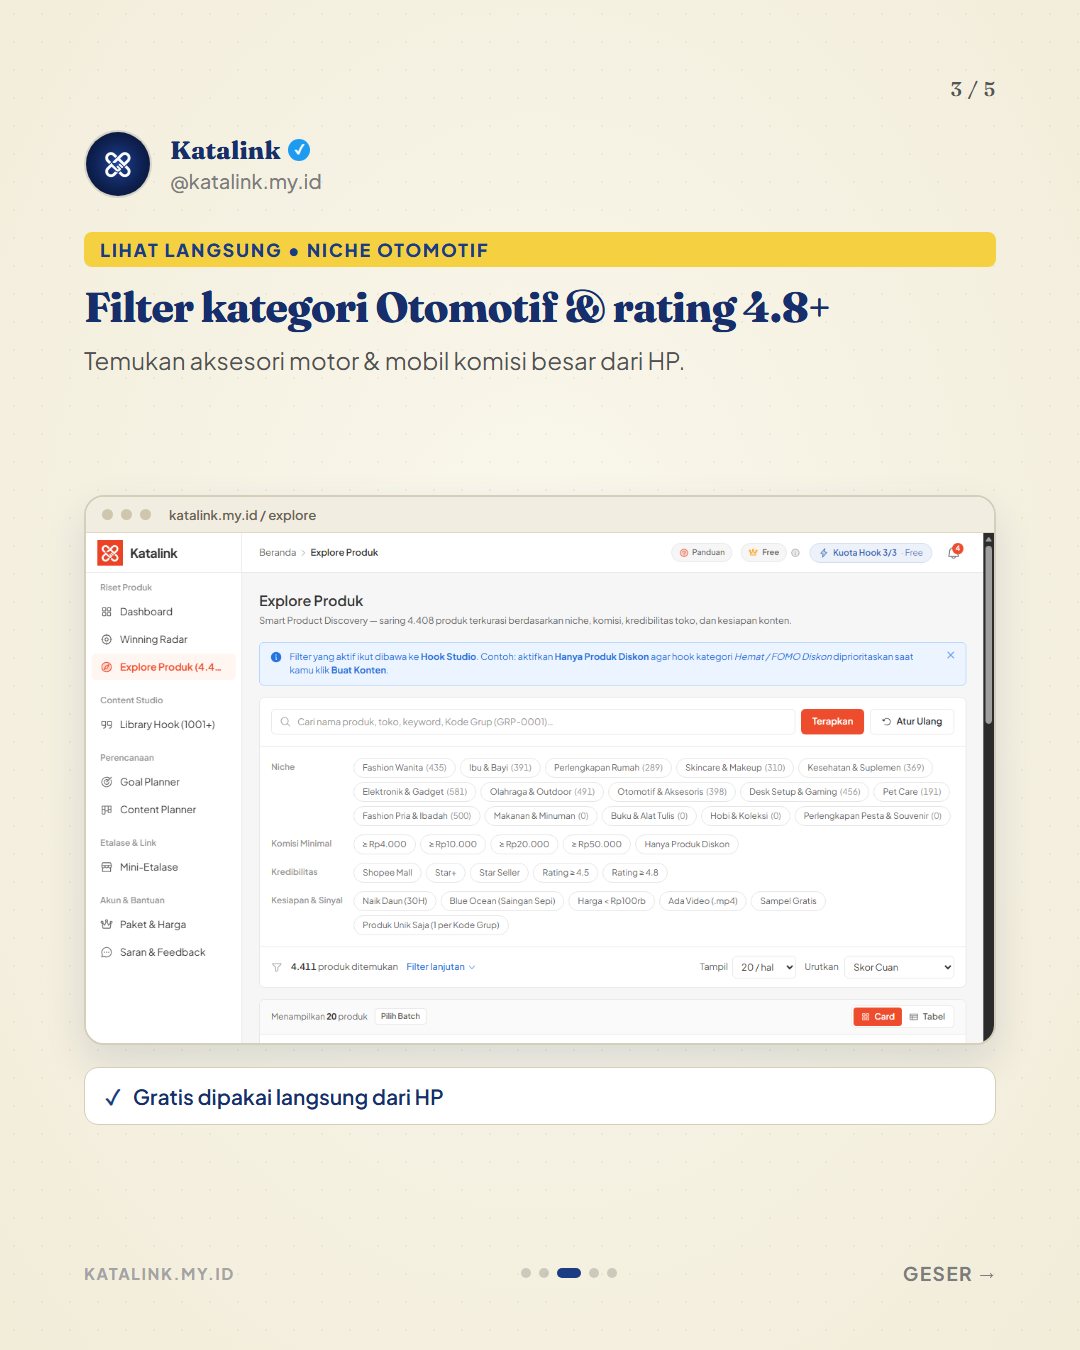 3 / 5
Katalink
@katalink.my.id
LIHAT LANGSUNG ● NICHE OTOMOTIF
Filter kategori Otomotif & rating 4.8+
Temukan aksesori motor & mobil komisi besar dari HP.
katalink.my.id / explore
Katalink
Beranda > Explore Produk
Panduan
Free
Kuota Hook 3/3 · Free
4
Riset Produk
Dashboard
Winning Radar
Explore Produk (4.4...
Content Studio
Library Hook (1001+)
Perencanaan
Goal Planner
Content Planner
Etalase & Link
Mini-Etalase
Akun & Bantuan
Paket & Harga
Saran & Feedback
Explore Produk
Smart Product Discovery — saring 4.408 produk terkurasi berdasarkan niche, komisi, kredibilitas toko, dan kesiapan konten.
Filter yang aktif ikut dibawa ke Hook Studio. Contoh: aktifkan Hanya Produk Diskon agar hook kategori Hemat / FOMO Diskon diprioritaskan saat
kamu klik Buat Konten.
Cari nama produk, toko, keyword, Kode Grup (GRP-0001)...
Terapkan
Atur Ulang
Niche
Fashion Wanita (435) Ibu & Bayi (391) Perlengkapan Rumah (289) Skincare & Makeup (310) Kesehatan & Suplemen (369)
Elektronik & Gadget (581) Olahraga & Outdoor (491) Otomotif & Aksesoris (398) Desk Setup & Gaming (456) Pet Care (191)
Fashion Pria & Ibadah (500) Makanan & Minuman (0) Buku & Alat Tulis (0) Hobi & Koleksi (0) Perlengkapan Pesta & Souvenir (0)
Komisi Minimal ≥ Rp4.000 ≥ Rp10.000 ≥ Rp20.000 ≥ Rp50.000 Hanya Produk Diskon
Kredibilitas Shopee Mall Star+ Star Seller Rating ≥ 4.5 Rating ≥ 4.8
Kesiapan & Sinyal Naik Daun (30H) Blue Ocean (Saingan Sepi) Harga < Rp100rb Ada Video (.mp4) Sampel Gratis
Produk Unik Saja (1 per Kode Grup)
4.411 produk ditemukan Filter lanjutan Tampil 20 / hal Urutkan Skor Cuan
Menampilkan 20 produk Pilih Batch Card Tabel
✓ Gratis dipakai langsung dari HP
KATALINK.MY.ID
GESER →